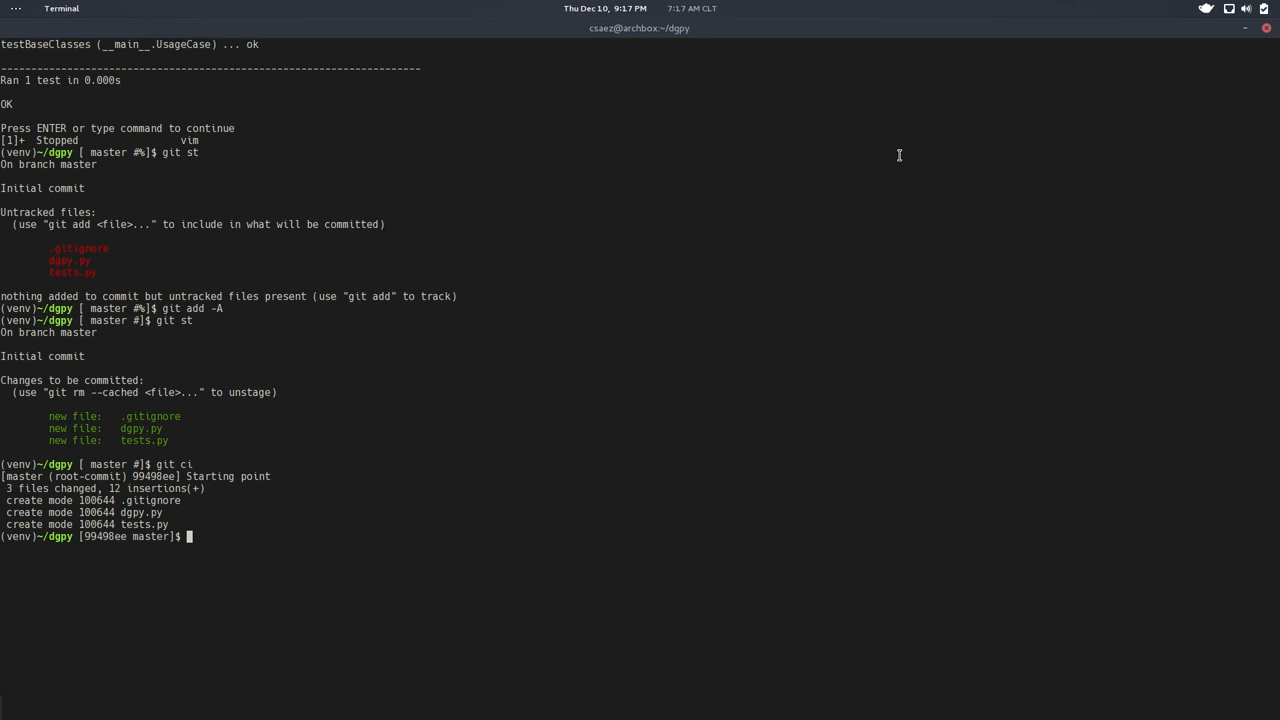 Terminal
Thu Dec 10, 9:17 PM 7:17 AM CLT
csaez@archbox:~/dgpy
testBaseClasses (__main__.UsageCase) ... ok
----------------------------------------------------------------------
Ran 1 test in 0.000s
OK
Press ENTER or type command to continue
[1]+  Stopped                 vim
(venv)~/dgpy [ master #%]$ git st
On branch master
Initial commit
Untracked files:
  (use "git add <file>..." to include in what will be committed)
        .gitignore
        dgpy.py
        tests.py
nothing added to commit but untracked files present (use "git add" to track)
(venv)~/dgpy [ master #%]$ git add -A
(venv)~/dgpy [ master #]$ git st
On branch master
Initial commit
Changes to be committed:
  (use "git rm --cached <file>..." to unstage)
        new file:   .gitignore
        new file:   dgpy.py
        new file:   tests.py
(venv)~/dgpy [ master #]$ git ci
[master (root-commit) 99498ee] Starting point
 3 files changed, 12 insertions(+)
 create mode 100644 .gitignore
 create mode 100644 dgpy.py
 create mode 100644 tests.py
(venv)~/dgpy [99498ee master]$